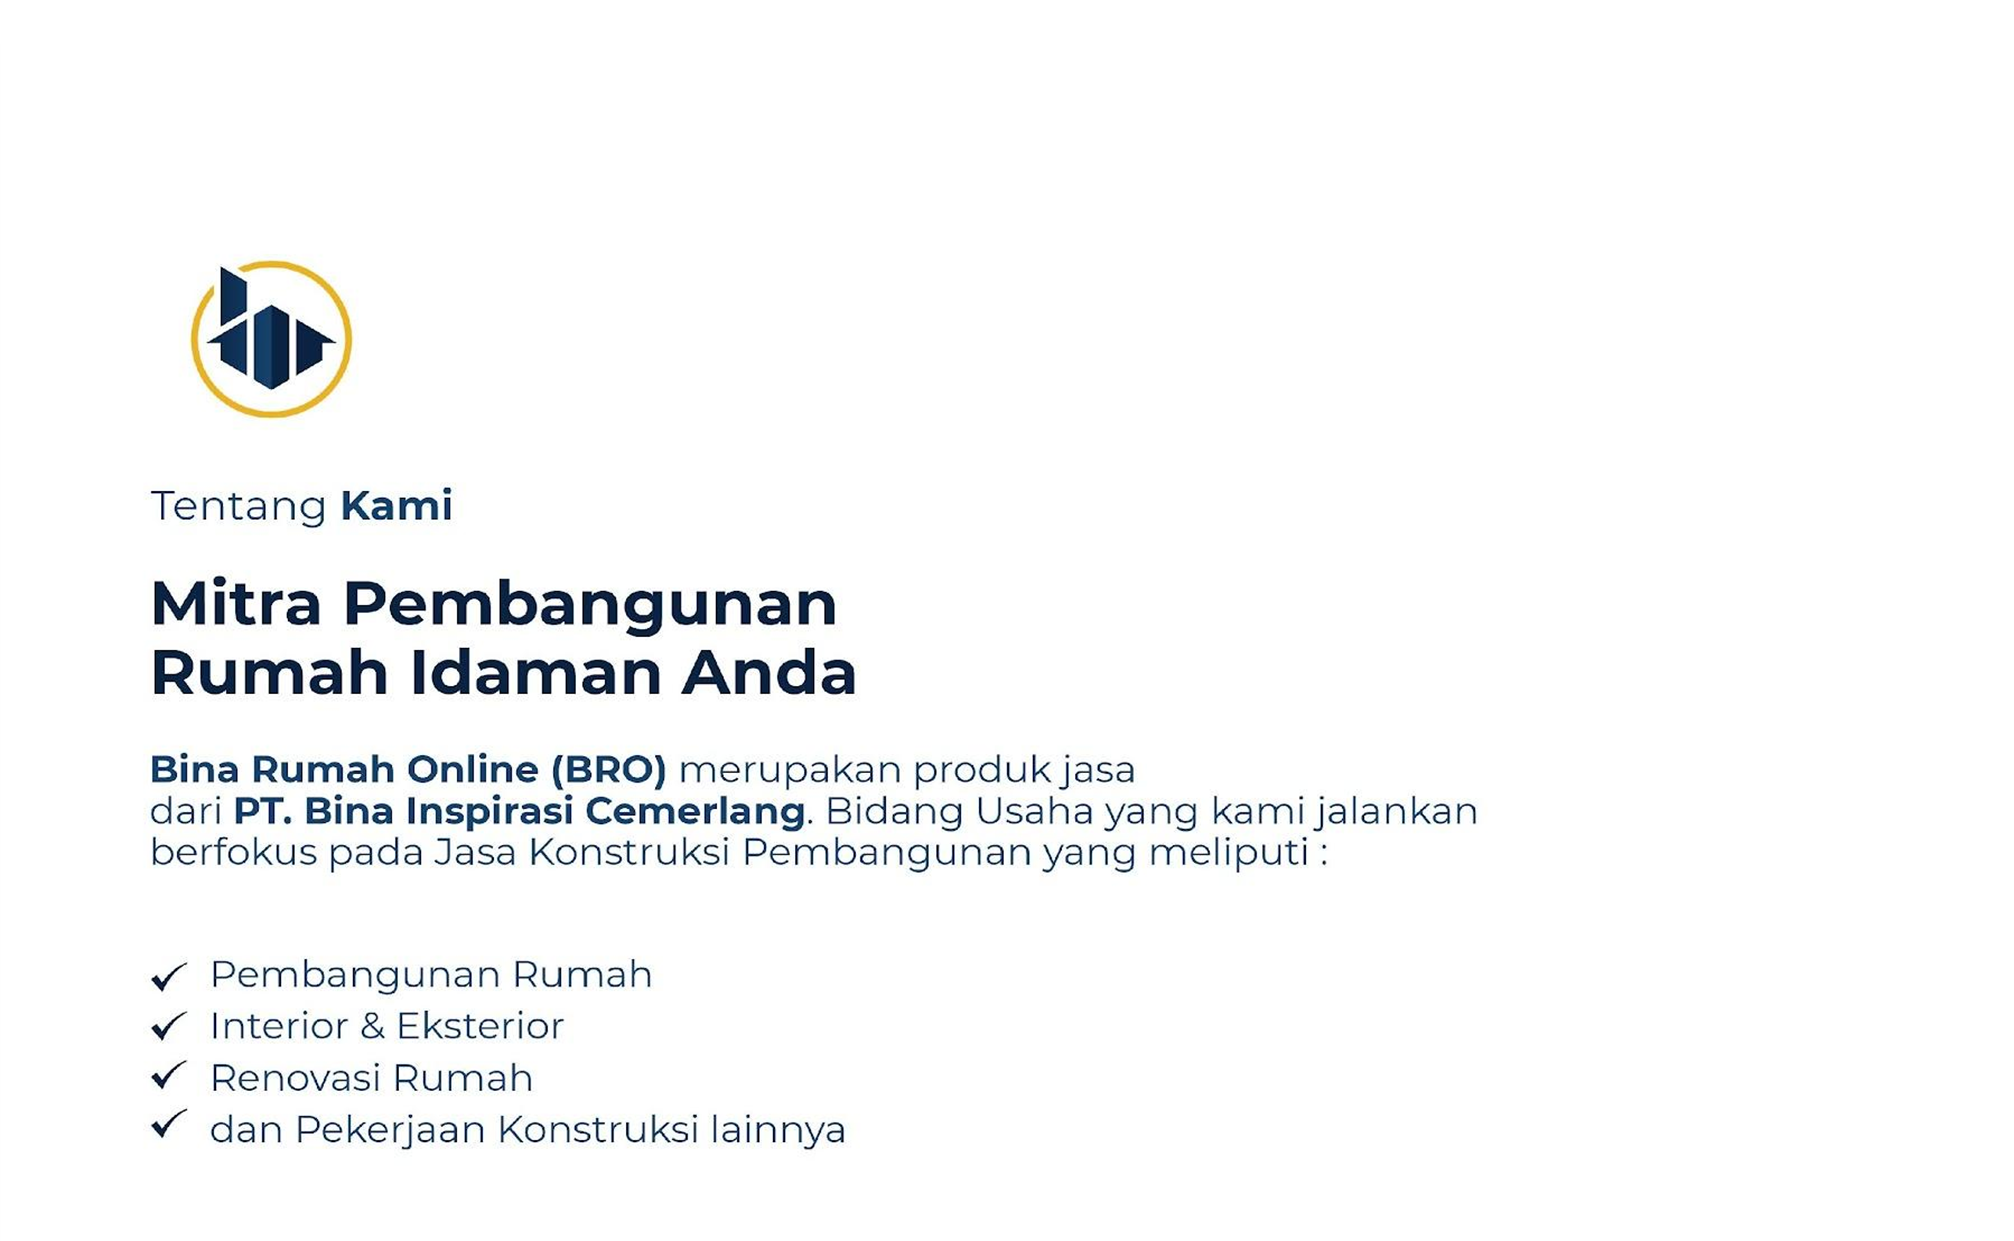 Tentang Kami
Mitra Pembangunan
Rumah Idaman Anda
Bina Rumah Online (BRO) merupakan produk jasa
dari PT. Bina Inspirasi Cemerlang. Bidang Usaha yang kami jalankan
berfokus pada Jasa Konstruksi Pembangunan yang meliputi :
Pembangunan Rumah
Interior & Eksterior
Renovasi Rumah
dan Pekerjaan Konstruksi lainnya